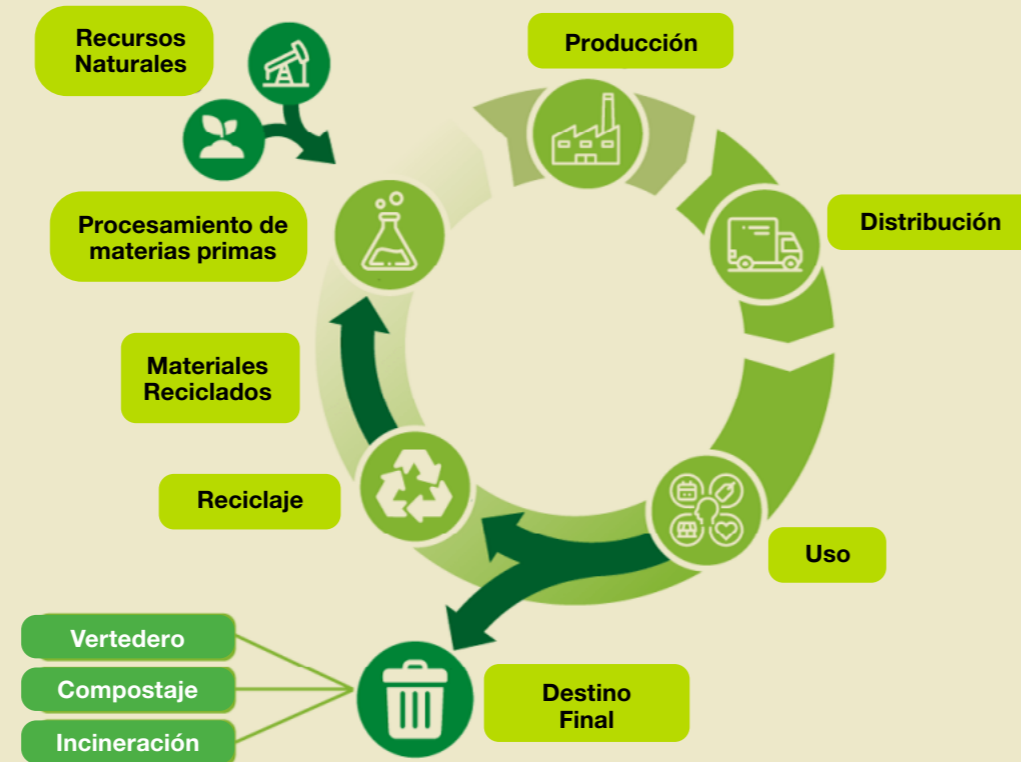 Recursos
Naturales
Producción
Procesamiento de
materias primas
Distribución
Materiales
Reciclados
Reciclaje
Uso
Vertedero
Compostaje
Incineración
Destino
Final